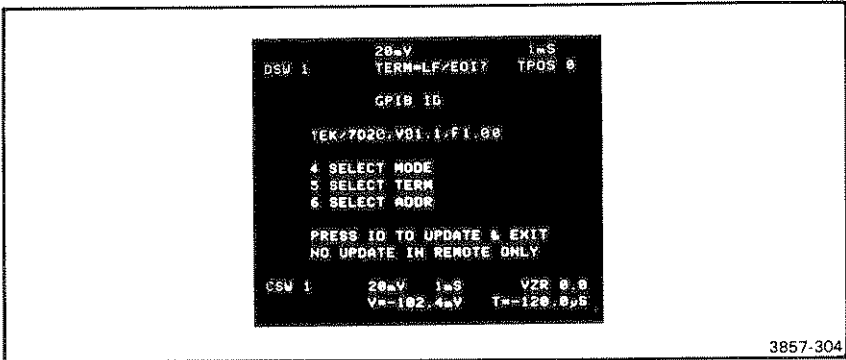 20mV 1mS
DSW 1 TERM=LF/EOI? TPOS 0
GPIB ID
TEK/7D20,V81.1,F1.00
4 SELECT MODE
5 SELECT TERM
6 SELECT ADDR
PRESS ID TO UPDATE & EXIT
NO UPDATE IN REMOTE ONLY
CSW 1 20mV 1mS VZR 0.0
V=-102.4mV T=-120.0µS
3857-304